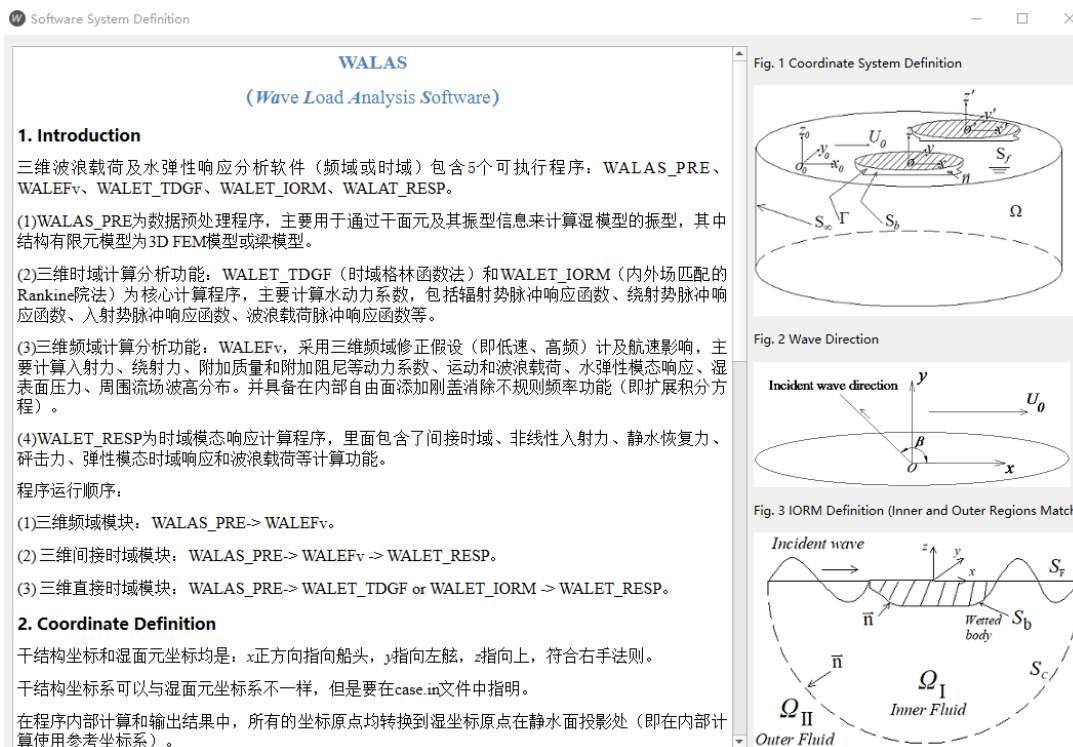 Software System Definition
WALAS
(Wave Load Analysis Software)
1. Introduction
三维波浪载荷及水弹性响应分析软件（频域或时域）包含5个可执行程序：WALAS_PRE、
WALEFv、WALET_TDGF、WALET_IORM、WALAT_RESP。
(1)WALAS_PRE为数据预处理程序，主要用于通过干面元及其振型信息来计算湿模型的振型，其中
结构有限元模型为3D FEM模型或梁模型。
(2)三维时域计算分析功能：WALET_TDGF（时域格林函数法）和WALET_IORM（内外场匹配的
Rankine院法）为核心计算程序，主要计算水动力系数，包括辐射势脉冲响应函数、绕射势脉冲响
应函数、入射势脉冲响应函数、波浪载荷脉冲响应函数等。
(3)三维频域计算分析功能：WALEFv，采用三维频域修正假设（即低速、高频）计及航速影响，主
要计算入射力、绕射力、附加质量和附加阻尼等动力系数、运动和波浪载荷、水弹性模态响应、湿
表面压力、周围流场波高分布。并具备在内部自由面添加刚盖消除不规则频率功能（即扩展积分方
程）。
(4)WALET_RESP为时域模态响应计算程序，里面包含了间接时域、非线性入射力、静水恢复力、
砰击力、弹性模态时域响应和波浪载荷等计算功能。
程序运行顺序：
(1)三维频域模块：WALAS_PRE-> WALEFv。
(2) 三维间接时域模块：WALAS_PRE-> WALEFv -> WALET_RESP。
(3) 三维直接时域模块：WALAS_PRE-> WALET_TDGF or WALET_IORM -> WALET_RESP。
2. Coordinate Definition
干结构坐标和湿面元坐标均是：x正方向指向船头，y指向左舷，z指向上，符合右手法则。
干结构坐标系可以与湿面元坐标系不一样，但是要在case.in文件中指明。
在程序内部计算和输出结果中，所有的坐标原点均转换到湿坐标原点在静水面投影处（即在内部计
算使用参考坐标系）。
Fig. 1 Coordinate System Definition
z'
y'
x'
o'
z₀
y₀
x₀
O₀
U₀
z
y
x
o
S_f
n
Ω
S_∞
Γ
S_b
Fig. 2 Wave Direction
Incident wave direction
y
U₀
β
O
x
Fig. 3 IORM Definition (Inner and Outer Regions Match
Incident wave
z
y
x
S_F
n
Wetted
body
S_b
n
S_C
Ω_I
Inner Fluid
Ω_II
Outer Fluid